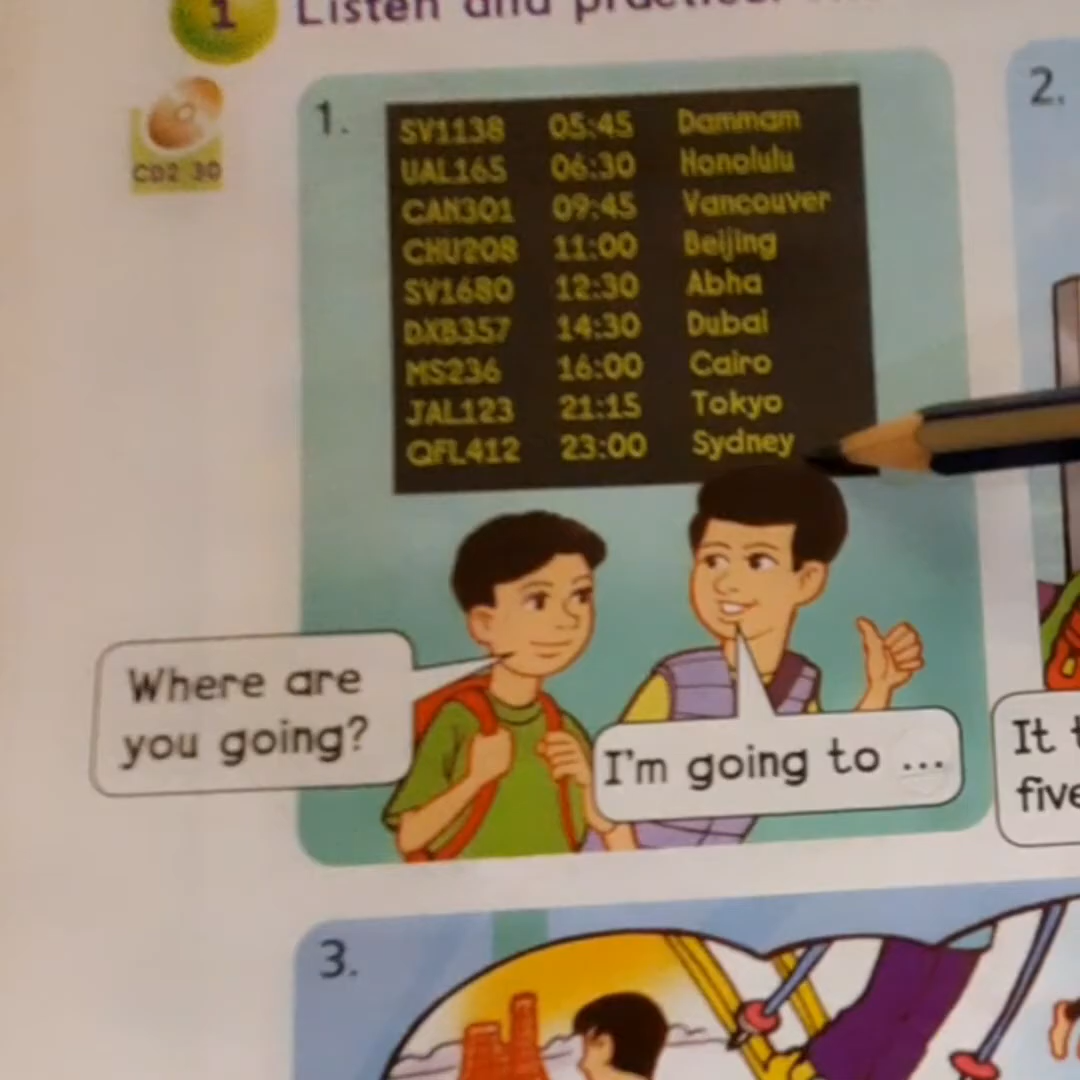 1
Listen and practice.
CD2 30
1.
SV1138 05:45 Dammam
UAL165 06:30 Honolulu
CAN301 09:45 Vancouver
CHU208 11:00 Beijing
SV1680 12:30 Abha
DXB357 14:30 Dubai
MS236 16:00 Cairo
JAL123 21:15 Tokyo
QFL412 23:00 Sydney
Where are
you going?
I'm going to ...
2.
It
five
3.